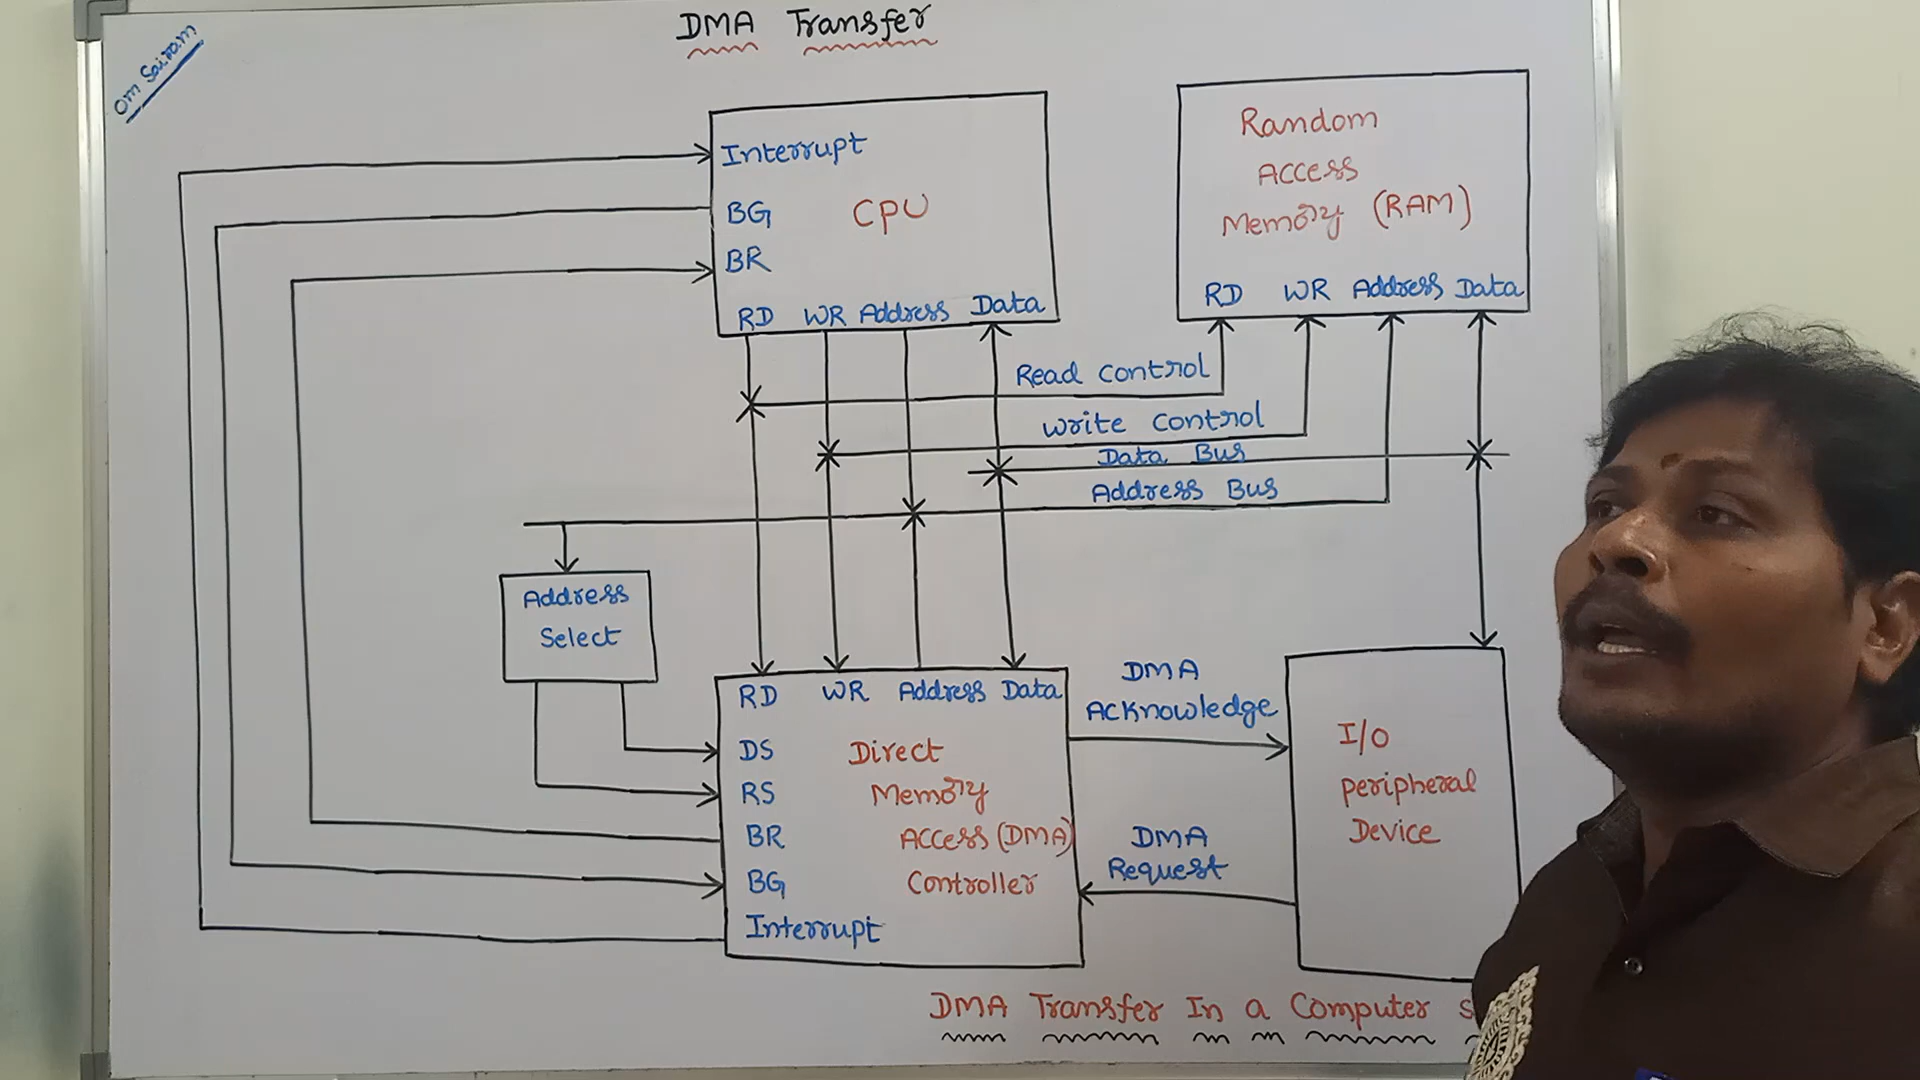 DMA Transfer
Om Sairam
Interrupt
BG
CPU
BR
RD WR Address Data
Random
Access
Memory (RAM)
RD WR Address Data
Read Control
Write Control
Data Bus
Address Bus
Address
Select
RD WR Address Data
DS
Direct
RS
Memory
BR
Access (DMA)
BG
Controller
Interrupt
DMA
Acknowledge
DMA
Request
I/O
Peripheral
Device
DMA Transfer In a Computer S